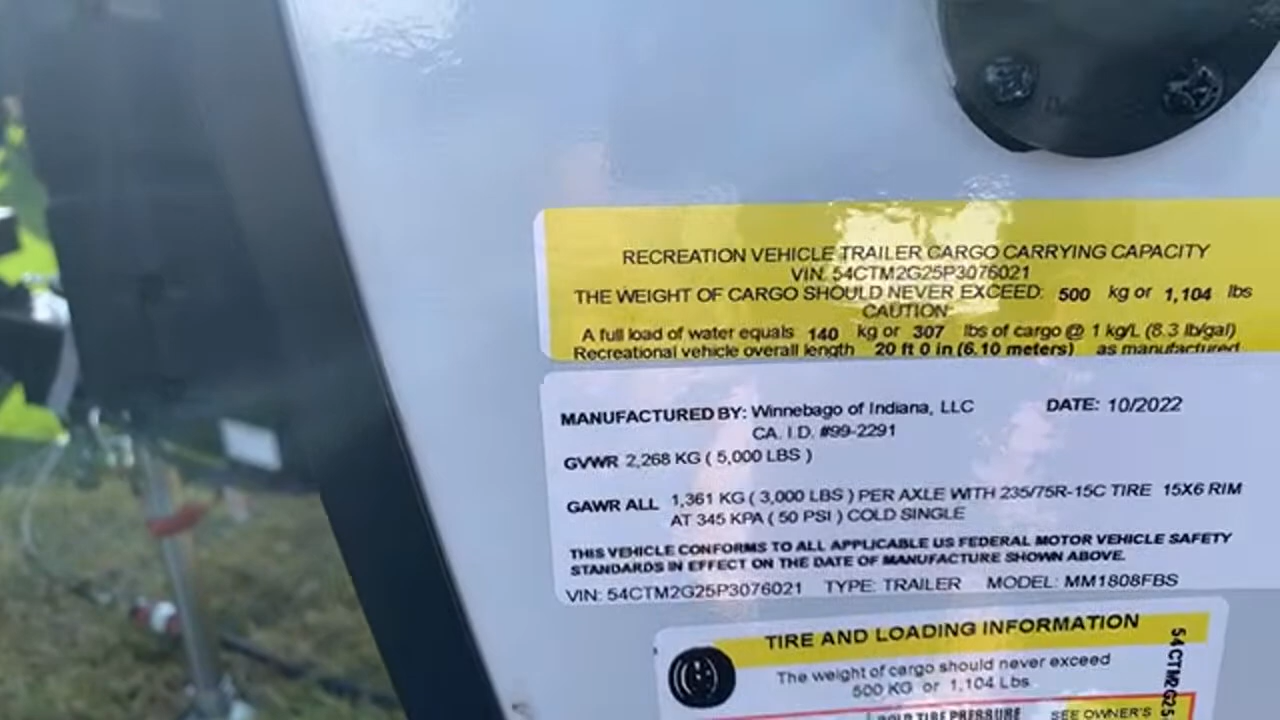 RECREATION VEHICLE TRAILER CARGO CARRYING CAPACITY
VIN: 54CTM2G25P3076021
THE WEIGHT OF CARGO SHOULD NEVER EXCEED: 500 kg or 1,104 lbs
CAUTION:
A full load of water equals 140 kg or 307 lbs of cargo @ 1 kg/L (8.3 lb/gal)
Recreational vehicle overall length 20 ft 0 in (6.10 meters) as manufactured
MANUFACTURED BY: Winnebago of Indiana, LLC DATE: 10/2022
CA. I.D. #99-2291
GVWR 2,268 KG ( 5,000 LBS )
GAWR ALL 1,361 KG ( 3,000 LBS ) PER AXLE WITH 235/75R-15C TIRE 15X6 RIM
AT 345 KPA ( 50 PSI ) COLD SINGLE
THIS VEHICLE CONFORMS TO ALL APPLICABLE US FEDERAL MOTOR VEHICLE SAFETY
STANDARDS IN EFFECT ON THE DATE OF MANUFACTURE SHOWN ABOVE.
VIN: 54CTM2G25P3076021 TYPE: TRAILER MODEL: MM1808FBS
TIRE AND LOADING INFORMATION
The weight of cargo should never exceed
500 KG or 1,104 Lbs.
COLD TIRE PRESSURE SEE OWNER'S
54CTM2G25